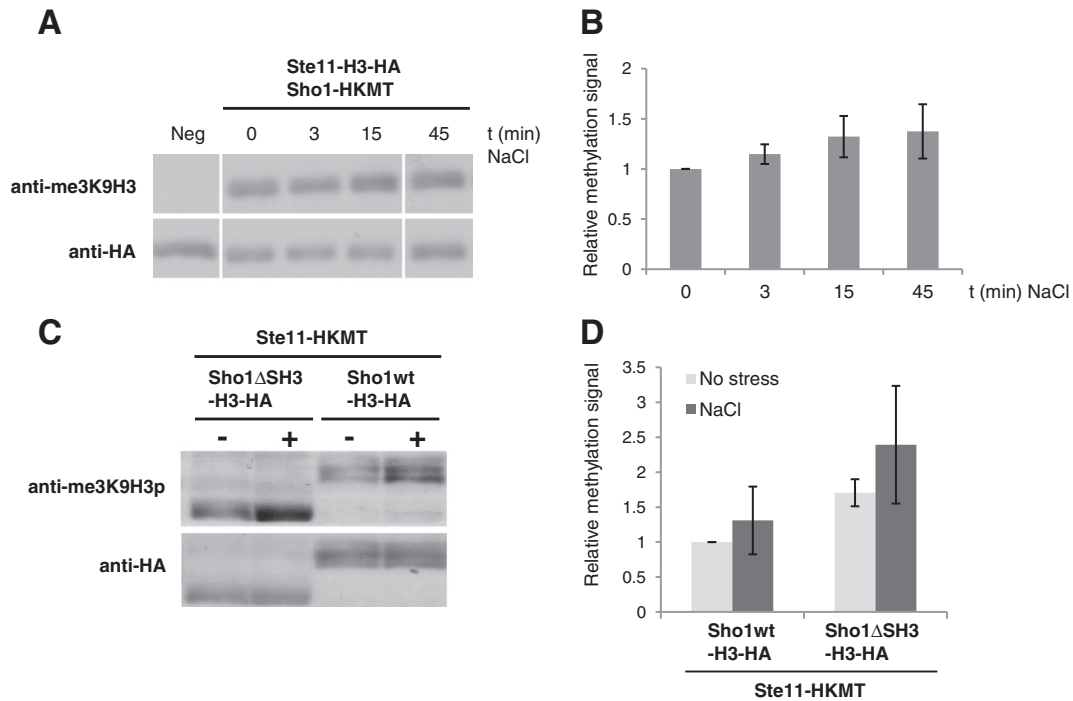 A
Ste11-H3-HA
Sho1-HKMT
Neg 0 3 15 45 t (min)
NaCl
anti-me3K9H3
anti-HA
B
Relative methylation signal
2
1.5
1
0.5
0
0 3 15 45 t (min) NaCl
C
Ste11-HKMT
Sho1ΔSH3 Sho1wt
-H3-HA -H3-HA
- + - +
anti-me3K9H3p
anti-HA
D
Relative methylation signal
3.5
3
2.5
2
1.5
1
0.5
0
No stress
NaCl
Sho1wt Sho1ΔSH3
-H3-HA -H3-HA
Ste11-HKMT